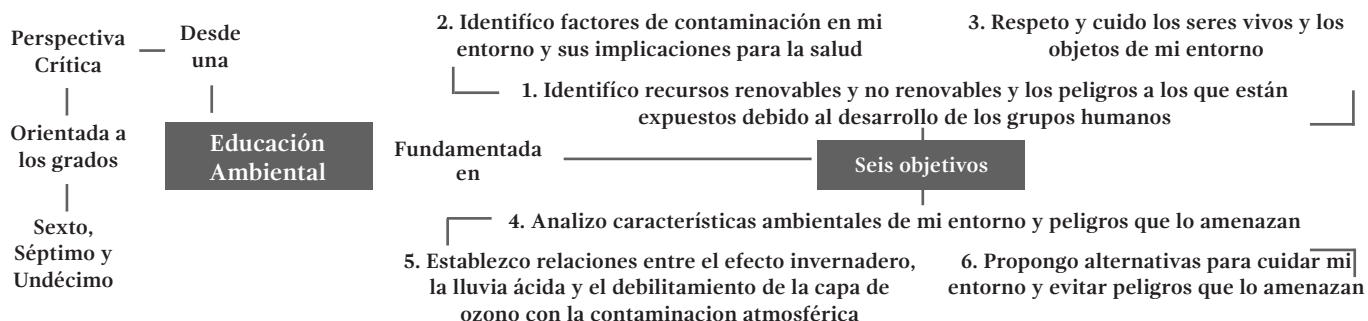 Perspectiva
Crítica
Desde
una
Orientada a
los grados
Sexto,
Séptimo y
Undécimo
Educación
Ambiental
Fundamentada
en
Seis objetivos
2. Identifíco factores de contaminación en mi
entorno y sus implicaciones para la salud
3. Respeto y cuido los seres vivos y los
objetos de mi entorno
1. Identifíco recursos renovables y no renovables y los peligros a los que están
expuestos debido al desarrollo de los grupos humanos
4. Analizo características ambientales de mi entorno y peligros que lo amenazan
5. Establezco relaciones entre el efecto invernadero,
la lluvia ácida y el debilitamiento de la capa de
ozono con la contaminacion atmosférica
6. Propongo alternativas para cuidar mi
entorno y evitar peligros que lo amenazan